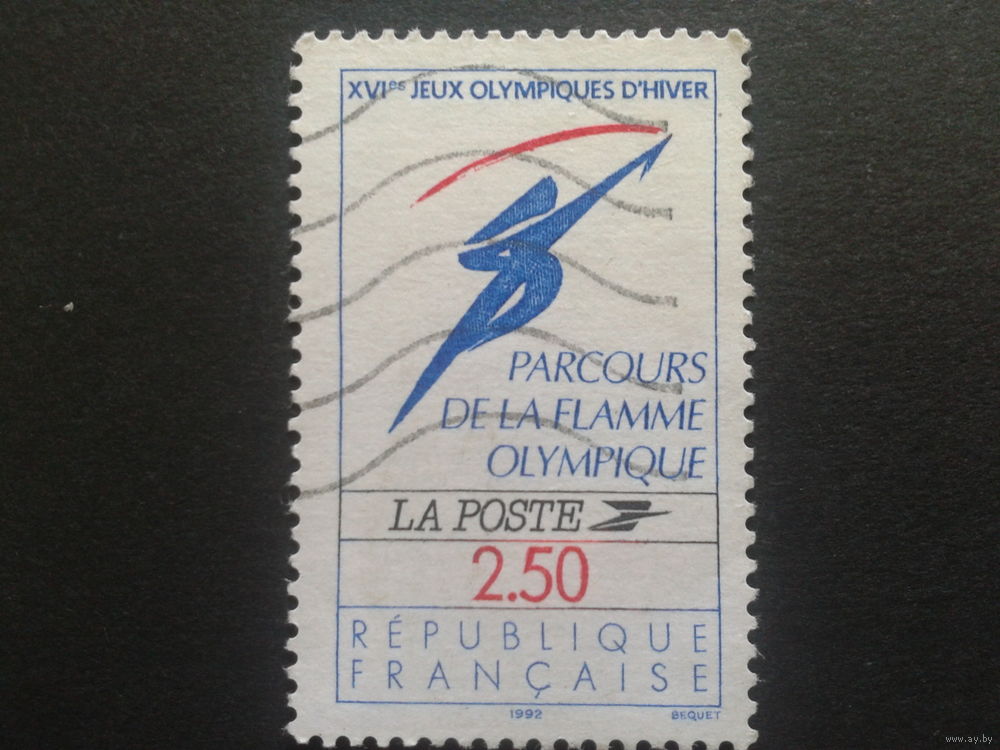 XVIes JEUX OLYMPIQUES D'HIVER
PARCOURS
DE LA FLAMME
OLYMPIQUE
LA POSTE
2.50
RÉPUBLIQUE
FRANÇAISE
1992 BEQUET
www.ay.by